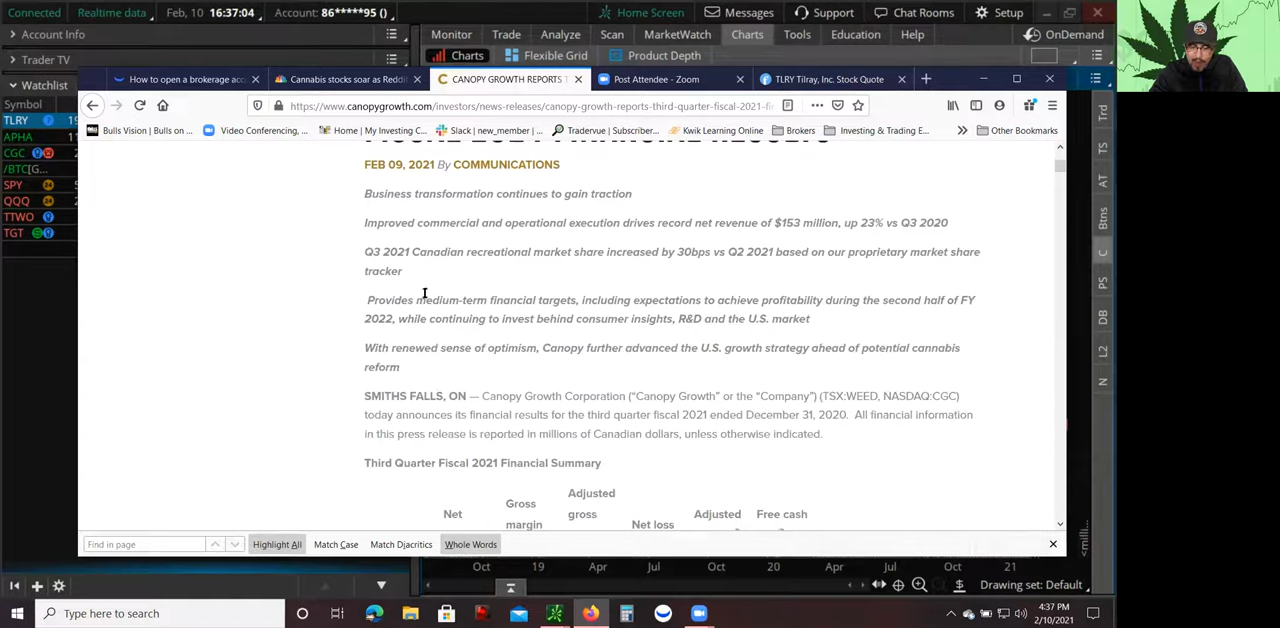 Connected
Realtime data
Feb, 10
16:37:04
Account: 86*****95 ()
Home Screen
Messages
Support
Chat Rooms
Setup
Account Info
Monitor
Trade
Analyze
Scan
MarketWatch
Charts
Tools
Education
Help
OnDemand
Trader TV
Charts
Flexible Grid
Product Depth
Watchlist
How to open a brokerage acc
Cannabis stocks soar as Reddi
CANOPY GROWTH REPORTS T
Post Attendee - Zoom
TLRY Tilray, Inc. Stock Quote
Symbol
https://www.canopygrowth.com/investors/news-releases/canopy-growth-reports-third-quarter-fiscal-2021-fi
TLRY
Bulls Vision | Bulls on ...
Video Conferencing, ...
Home | My Investing C...
Slack | new_member | ...
Tradervue | Subscriber...
Kwik Learning Online
Brokers
Investing & Trading E...
Other Bookmarks
APHA
CGC
/BTC[G...
SPY
QQQ
TTWO
TGT
FISCAL 2021 FINANCIAL RESULTS
FEB 09, 2021 By COMMUNICATIONS
Business transformation continues to gain traction
Improved commercial and operational execution drives record net revenue of $153 million, up 23% vs Q3 2020
Q3 2021 Canadian recreational market share increased by 30bps vs Q2 2021 based on our proprietary market share
tracker
Provides medium-term financial targets, including expectations to achieve profitability during the second half of FY
2022, while continuing to invest behind consumer insights, R&D and the U.S. market
With renewed sense of optimism, Canopy further advanced the U.S. growth strategy ahead of potential cannabis
reform
SMITHS FALLS, ON — Canopy Growth Corporation (“Canopy Growth” or the “Company”) (TSX:WEED, NASDAQ:CGC)
today announces its financial results for the third quarter fiscal 2021 ended December 31, 2020. All financial information
in this press release is reported in millions of Canadian dollars, unless otherwise indicated.
Third Quarter Fiscal 2021 Financial Summary
Net
Gross
margin
Adjusted
gross
Net loss
Adjusted
Free cash
Trd
TS
AT
Btns
C
PS
DB
L2
N
Find in page
Highlight All
Match Case
Match Diacritics
Whole Words
Oct
19
Apr
Jul
Oct
Apr
Jul
Oct
21
Drawing set: Default
Type here to search
4:37 PM
2/10/2021